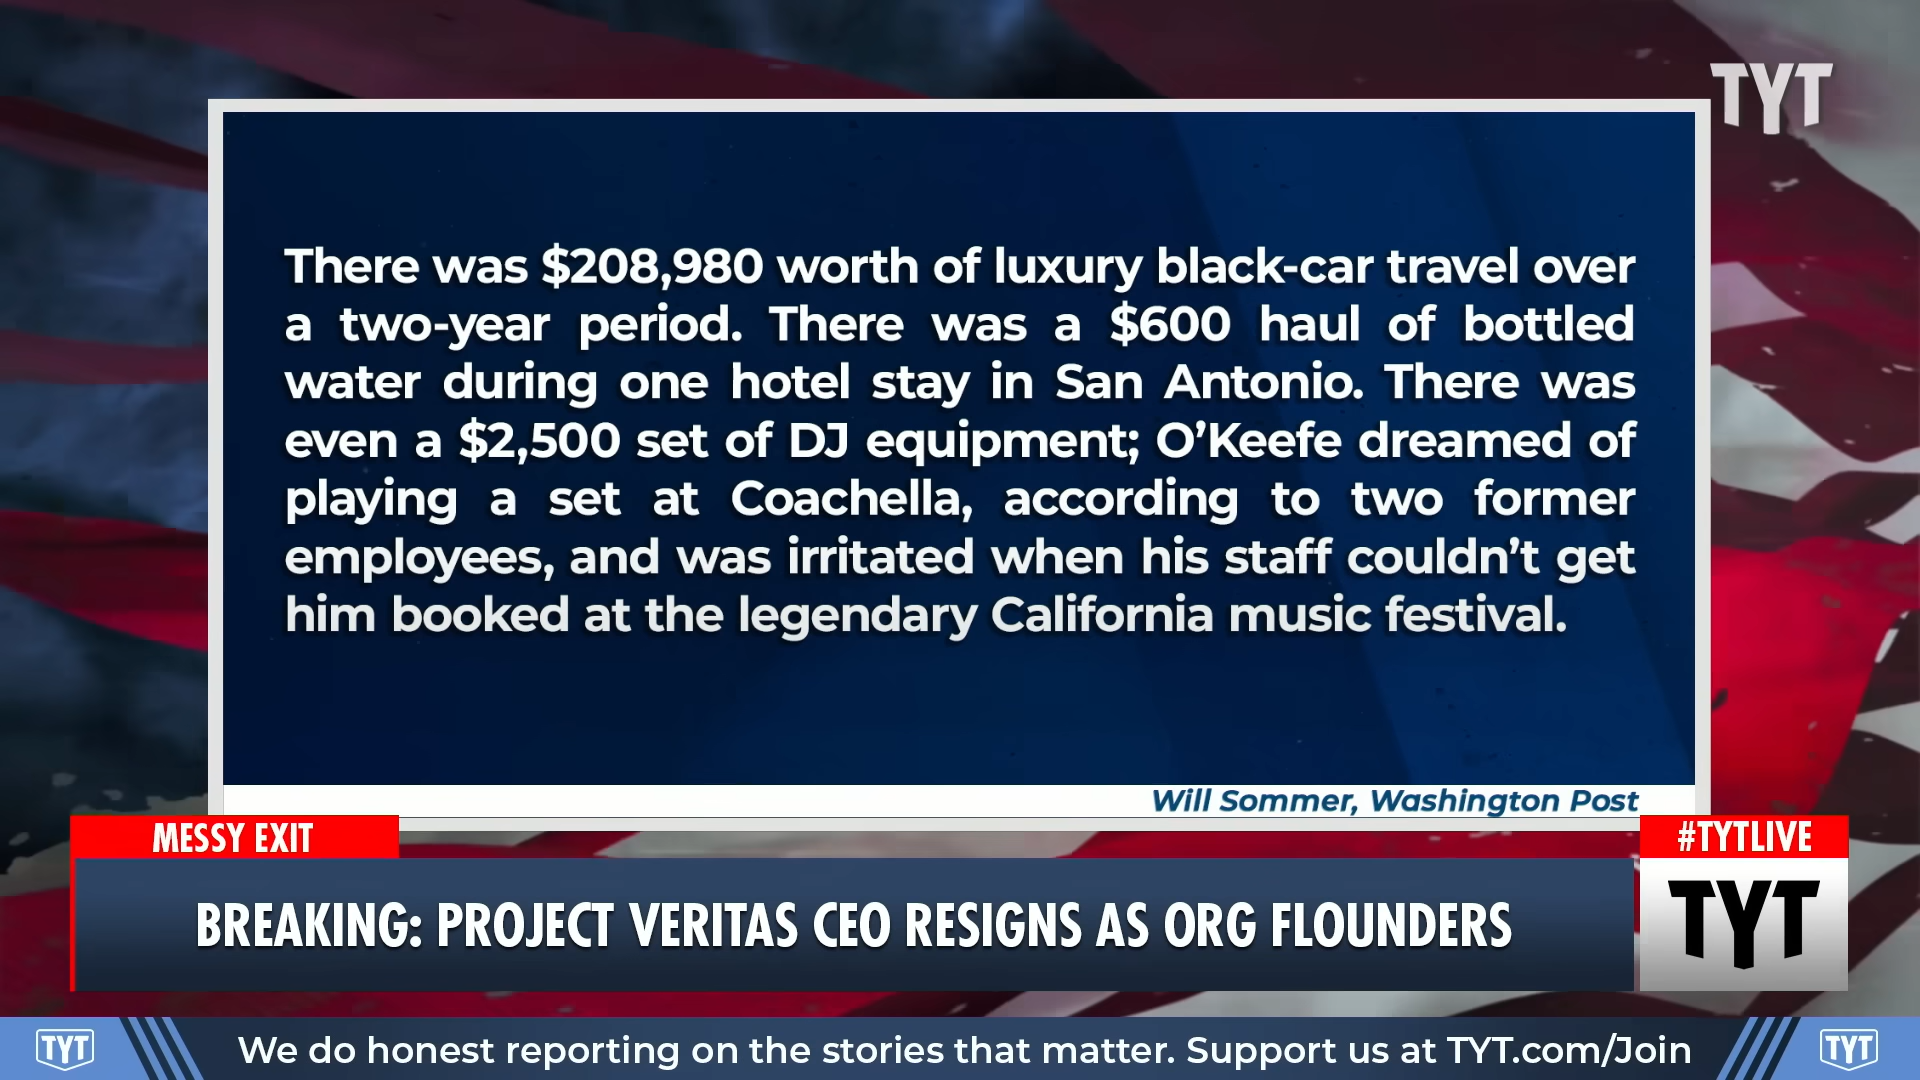 TYT
There was $208,980 worth of luxury black-car travel over
a two-year period. There was a $600 haul of bottled
water during one hotel stay in San Antonio. There was
even a $2,500 set of DJ equipment; O’Keefe dreamed of
playing a set at Coachella, according to two former
employees, and was irritated when his staff couldn’t get
him booked at the legendary California music festival.
Will Sommer, Washington Post
MESSY EXIT
#TYTLIVE
BREAKING: PROJECT VERITAS CEO RESIGNS AS ORG FLOUNDERS
TYT
TYT
We do honest reporting on the stories that matter. Support us at TYT.com/Join
TYT